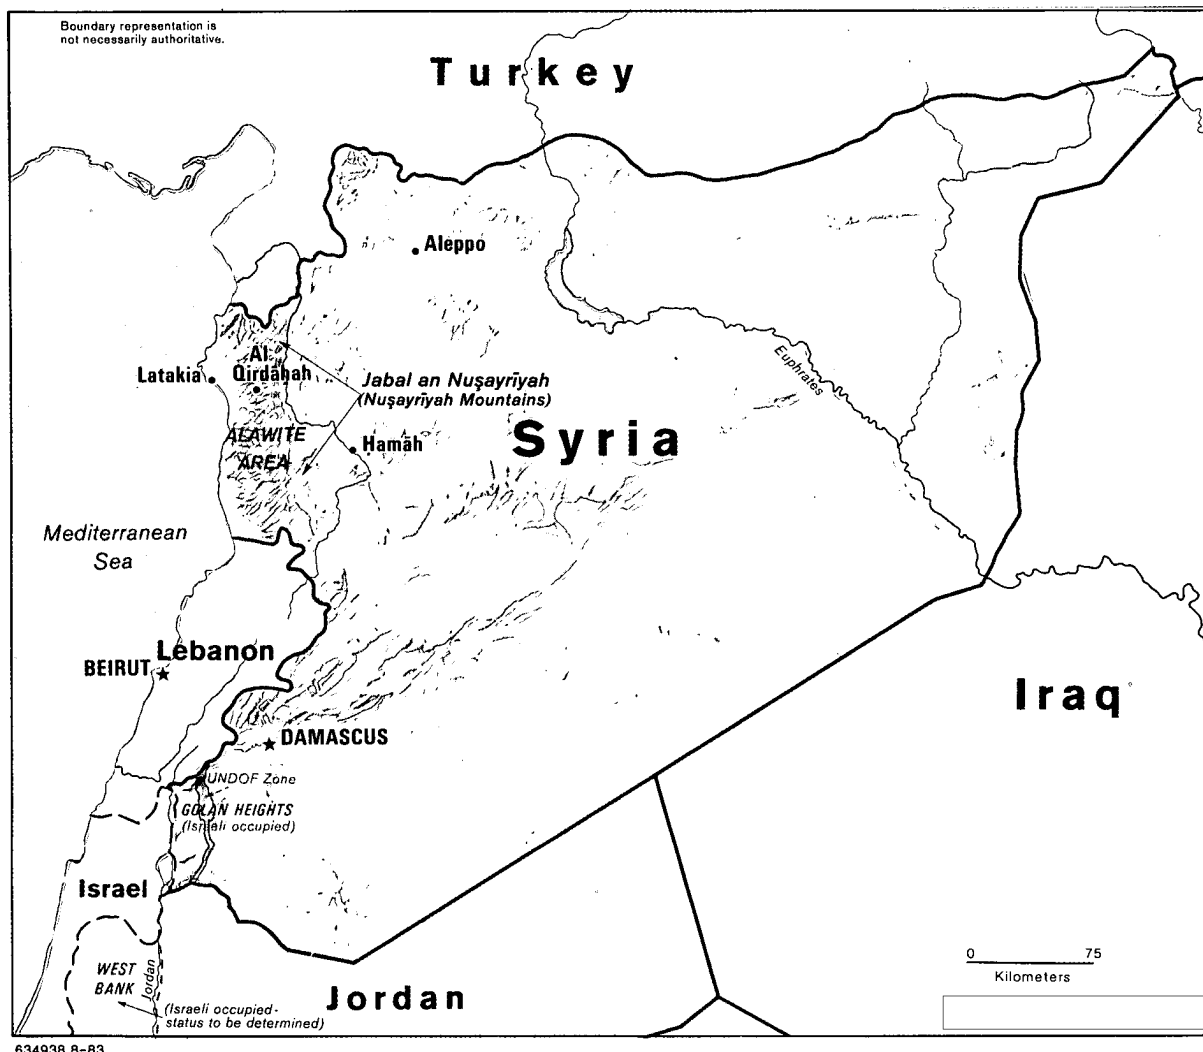 Boundary representation is
not necessarily authoritative.
Turkey
Aleppo
Al
Qirdāḥah
Latakia
Jabal an Nuşayrīyah
(Nuşayrīyah Mountains)
Euphrates
ALAWITE
AREA
Hamāh
Syria
Mediterranean
Sea
Lebanon
BEIRUT
Iraq
DAMASCUS
UNDOF Zone
GOLAN HEIGHTS
(Israeli occupied)
Israel
WEST
BANK
Jordan
(Israeli occupied-
status to be determined)
Jordan
0 75
Kilometers
634938 8-83